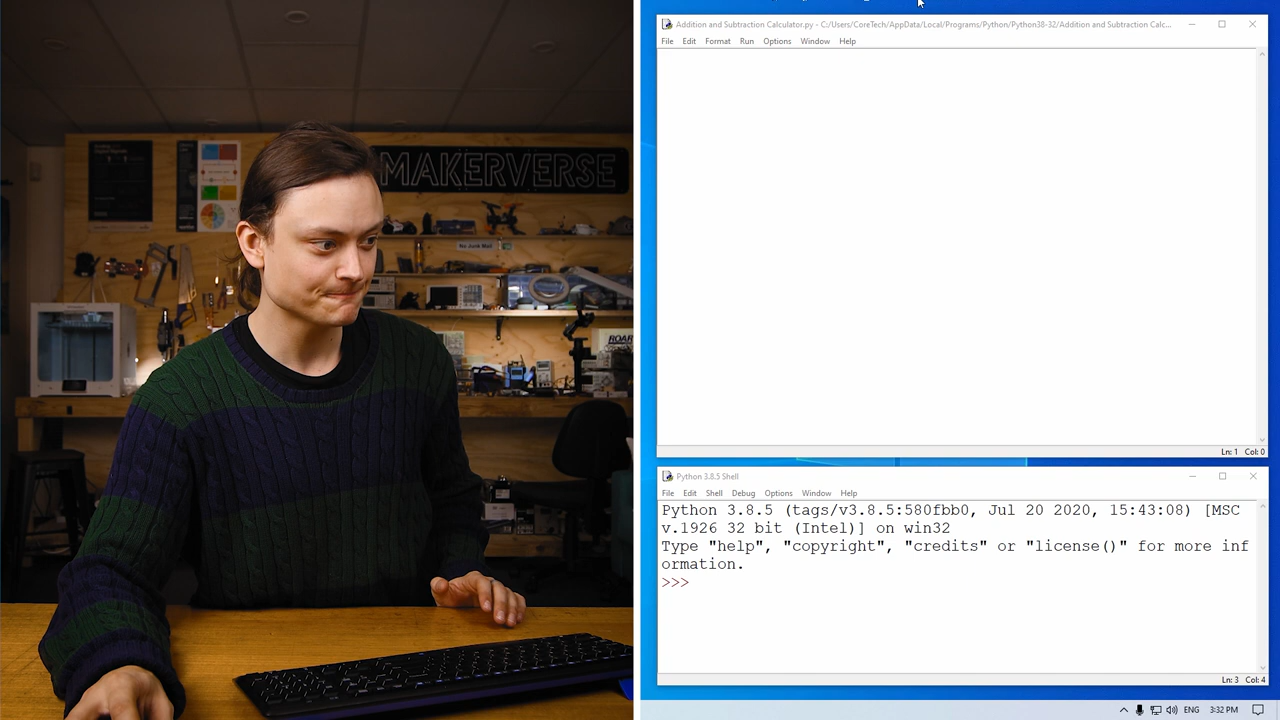 MAKERVERSE
No Junk Mail
ROAR
Addition and Subtraction Calculator.py - C:/Users/CoreTech/AppData/Local/Programs/Python/Python38-32/Addition and Subtraction Calc...
File Edit Format Run Options Window Help
Ln: 1 Col: 0
Python 3.8.5 Shell
File Edit Shell Debug Options Window Help
Python 3.8.5 (tags/v3.8.5:580fbb0, Jul 20 2020, 15:43:08) [MSC
v.1926 32 bit (Intel)] on win32
Type "help", "copyright", "credits" or "license()" for more inf
ormation.
>>>
Ln: 3 Col: 4
ENG 3:32 PM